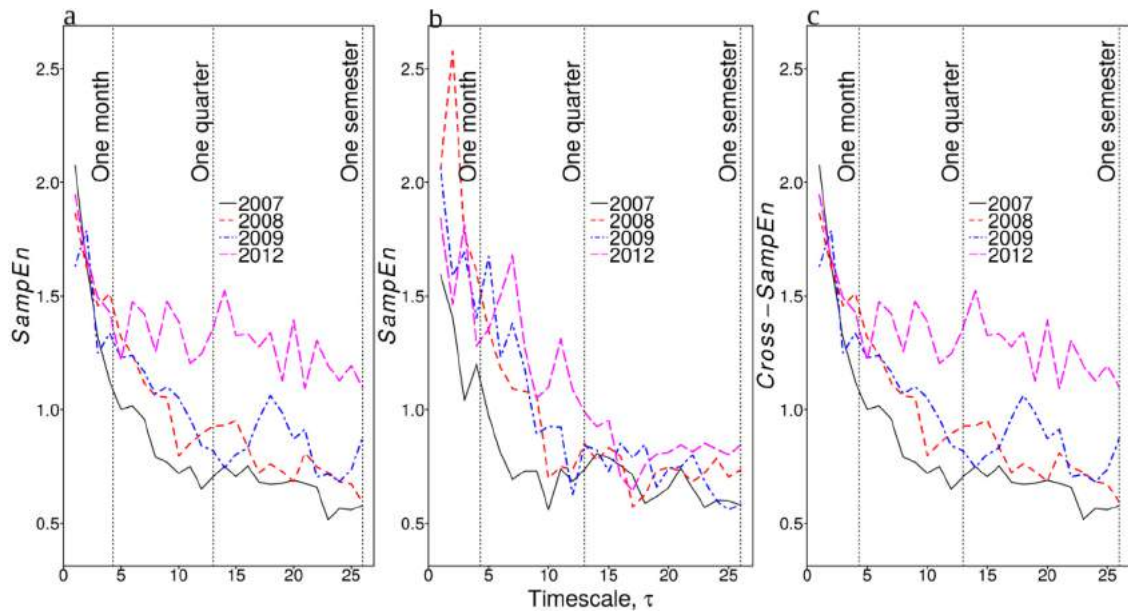 a
b
c
2.5
2.0
1.5
1.0
0.5
SampEn
One month
One quarter
One semester
2007
2008
2009
2012
0
5
10
15
20
25
2.5
2.0
1.5
1.0
0.5
SampEn
One month
One quarter
One semester
2007
2008
2009
2012
0
5
10
15
20
25
2.5
2.0
1.5
1.0
0.5
Cross-SampEn
One month
One quarter
One semester
2007
2008
2009
2012
0
5
10
15
20
25
Timescale, τ